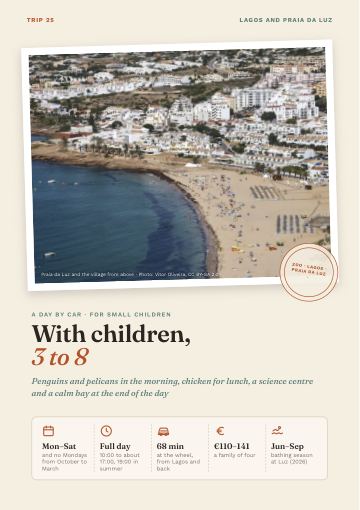 TRIP 25
LAGOS AND PRAIA DA LUZ
Praia da Luz and the village from above · Photo: Vitor Oliveira, CC BY-SA 2.0
ZOO · LAGOS ·
PRAIA DA LUZ
A DAY BY CAR · FOR SMALL CHILDREN
With children,
3 to 8
Penguins and pelicans in the morning, chicken for lunch, a science centre
and a calm bay at the end of the day
Mon–Sat
and no Mondays
from October to
March
Full day
10:00 to about
17:00, 19:00 in
summer
68 min
at the wheel,
from Lagos and
back
€110–141
a family of four
Jun–Sep
bathing season
at Luz (2026)